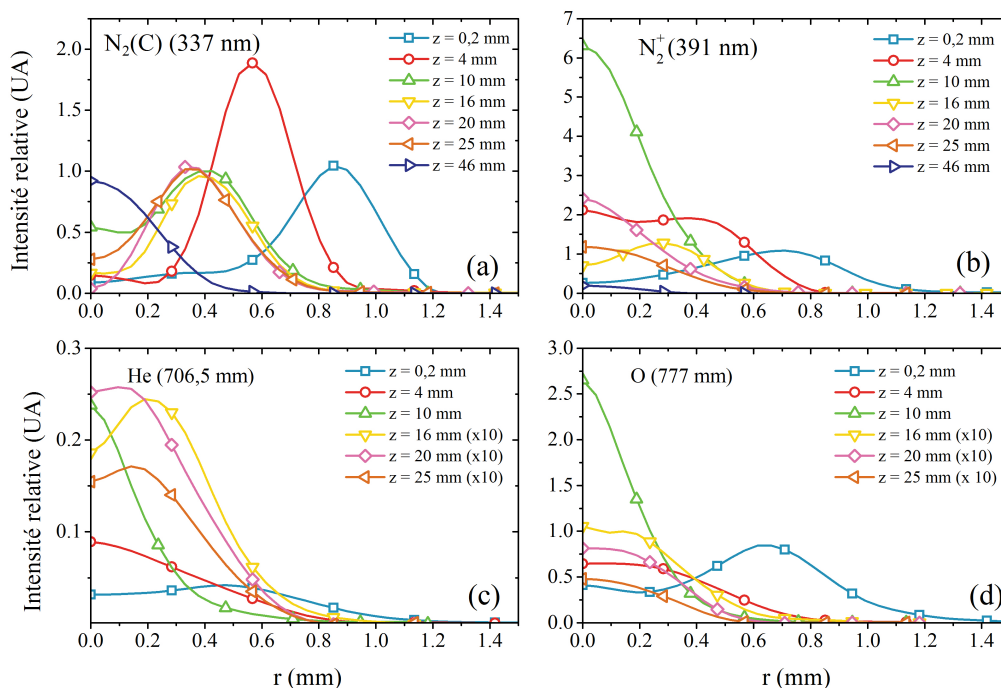 N₂(C) (337 nm)
z = 0,2 mm
z = 4 mm
z = 10 mm
z = 16 mm
z = 20 mm
z = 25 mm
z = 46 mm
(a)
Intensité relative (UA)
2.0
1.5
1.0
0.5
0.0
0.0 0.2 0.4 0.6 0.8 1.0 1.2 1.4
N₂⁺(391 nm)
z = 0,2 mm
z = 4 mm
z = 10 mm
z = 16 mm
z = 20 mm
z = 25 mm
z = 46 mm
(b)
7
6
5
4
3
2
1
0
0.0 0.2 0.4 0.6 0.8 1.0 1.2 1.4
He (706,5 mm)
z = 0,2 mm
z = 4 mm
z = 10 mm
z = 16 mm (x10)
z = 20 mm (x10)
z = 25 mm (x10)
(c)
Intensité relative (UA)
0.3
0.2
0.1
0.0 0.2 0.4 0.6 0.8 1.0 1.2 1.4
r (mm)
O (777 mm)
z = 0,2 mm
z = 4 mm
z = 10 mm
z = 16 mm (x10)
z = 20 mm (x10)
z = 25 mm (x 10)
(d)
3.0
2.5
2.0
1.5
1.0
0.5
0.0
0.0 0.2 0.4 0.6 0.8 1.0 1.2 1.4
r (mm)